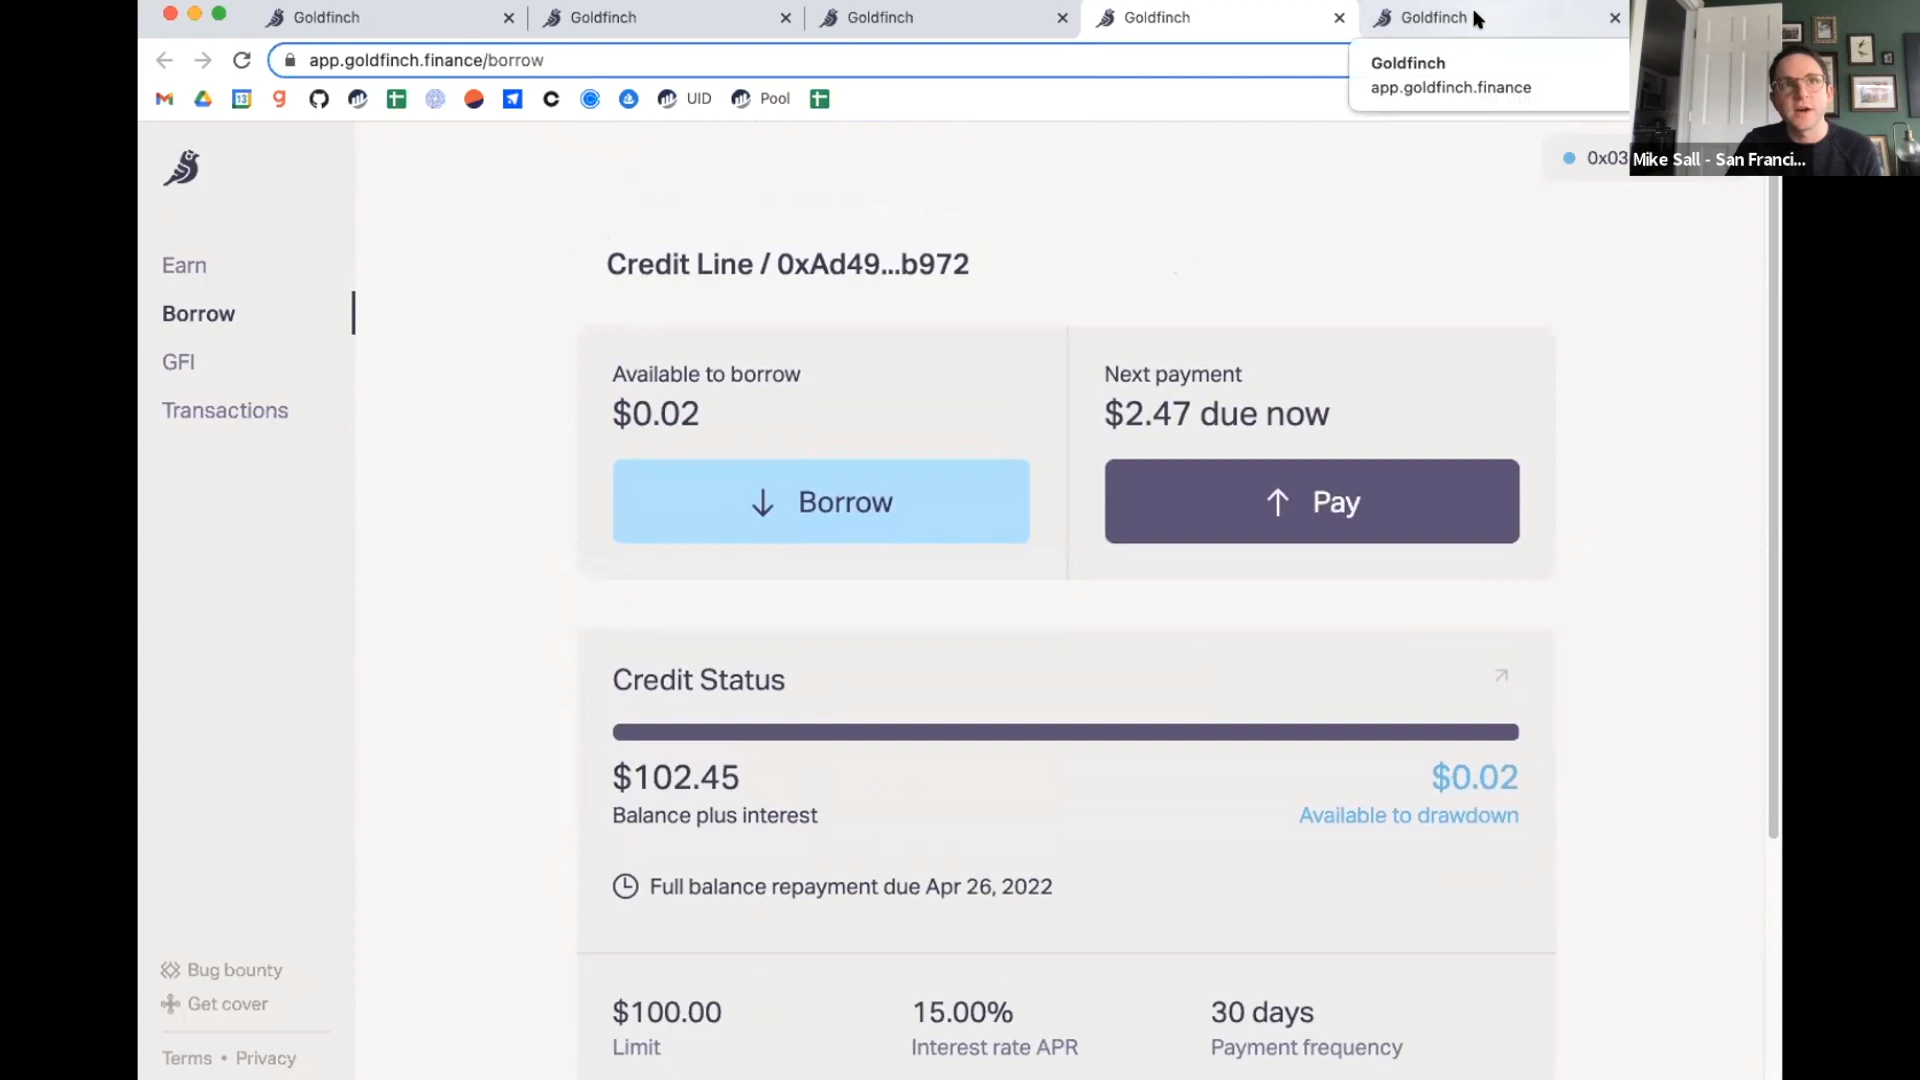 Goldfinch
Goldfinch
Goldfinch
Goldfinch
Goldfinch
app.goldfinch.finance/borrow
Goldfinch
app.goldfinch.finance
13
UID
Pool
0x03
Mike Sall - San Franci...
Earn
Borrow
GFI
Transactions
Credit Line / 0xAd49...b972
Available to borrow
$0.02
Borrow
Next payment
$2.47 due now
Pay
Credit Status
$102.45
Balance plus interest
$0.02
Available to drawdown
Full balance repayment due Apr 26, 2022
$100.00
Limit
15.00%
Interest rate APR
30 days
Payment frequency
Bug bounty
Get cover
Terms • Privacy